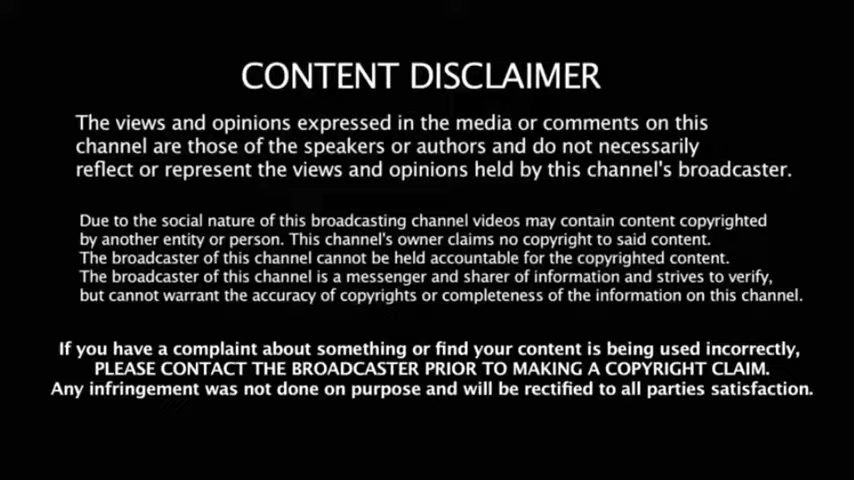 CONTENT DISCLAIMER
The views and opinions expressed in the media or comments on this
channel are those of the speakers or authors and do not necessarily
reflect or represent the views and opinions held by this channel's broadcaster.
Due to the social nature of this broadcasting channel videos may contain content copyrighted
by another entity or person. This channel's owner claims no copyright to said content.
The broadcaster of this channel cannot be held accountable for the copyrighted content.
The broadcaster of this channel is a messenger and sharer of information and strives to verify,
but cannot warrant the accuracy of copyrights or completeness of the information on this channel.
If you have a complaint about something or find your content is being used incorrectly,
PLEASE CONTACT THE BROADCASTER PRIOR TO MAKING A COPYRIGHT CLAIM.
Any infringement was not done on purpose and will be rectified to all parties satisfaction.